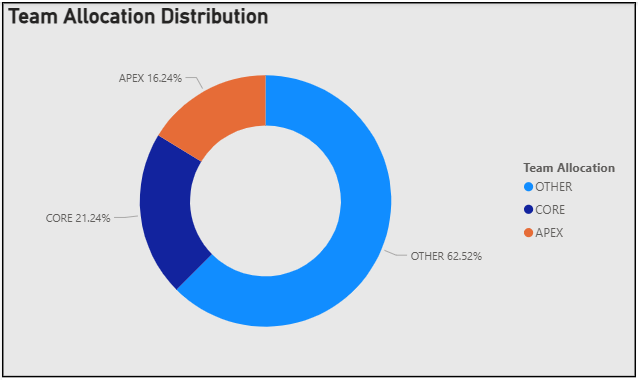 Team Allocation Distribution
APEX 16.24%
CORE 21.24%
OTHER 62.52%
Team Allocation
OTHER
CORE
APEX